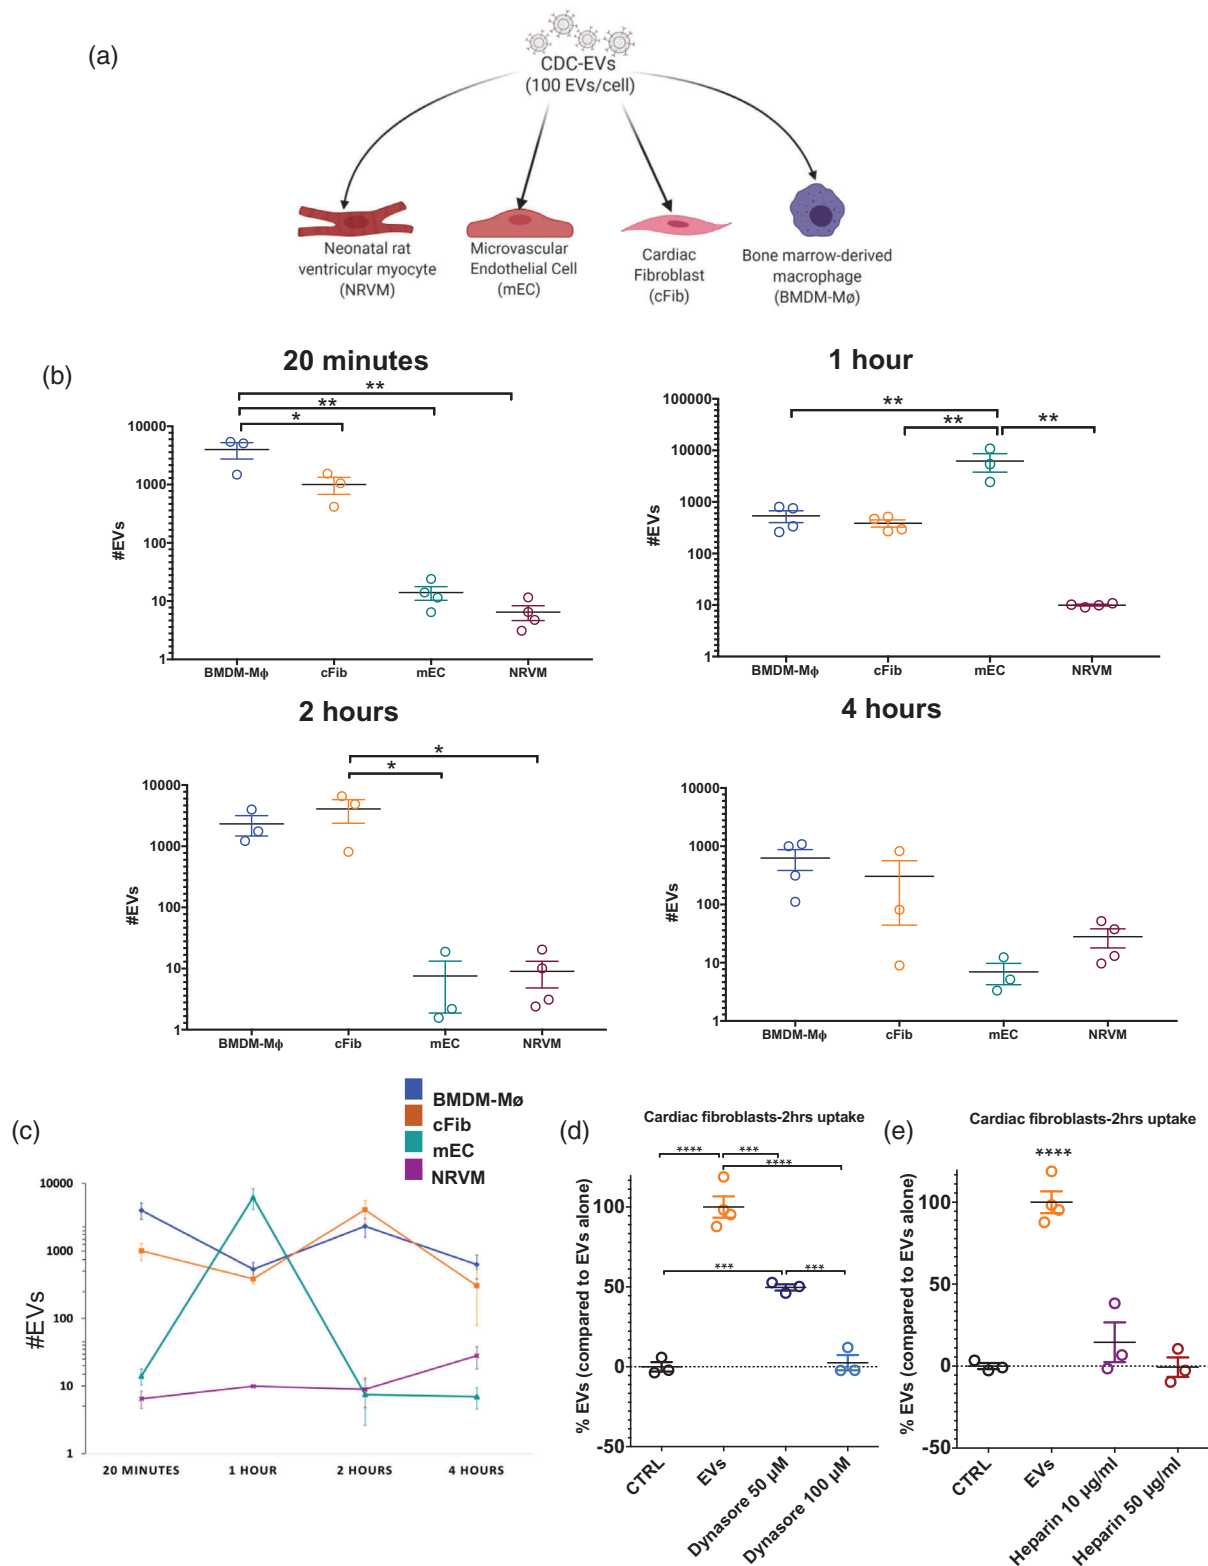 (a)
CDC-EVs
(100 EVs/cell)
Neonatal rat
ventricular myocyte
(NRVM)
Microvascular
Endothelial Cell
(mEC)
Cardiac
Fibroblast
(cFib)
Bone marrow-derived
macrophage
(BMDM-Mø)
(b)
20 minutes
**
**
*
10000
1000
100
10
1
#EVs
BMDM-Mϕ
cFib
mEC
NRVM
1 hour
**
**
**
100000
10000
1000
100
10
1
#EVs
BMDM-Mϕ
cFib
mEC
NRVM
2 hours
*
*
10000
1000
100
10
1
#EVs
BMDM-Mϕ
cFib
mEC
NRVM
4 hours
10000
1000
100
10
1
#EVs
BMDM-Mϕ
cFib
mEC
NRVM
(c)
BMDM-Mø
cFib
mEC
NRVM
10000
1000
100
10
1
#EVs
20 MINUTES
1 HOUR
2 HOURS
4 HOURS
(d)
Cardiac fibroblasts-2hrs uptake
**** ***
****
*** ***
100
50
0
-50
% EVs (compared to EVs alone)
CTRL
EVs
Dynasore 50 µM
Dynasore 100 µM
(e)
Cardiac fibroblasts-2hrs uptake
****
100
50
0
-50
% EVs (compared to EVs alone)
CTRL
EVs
Heparin 10 µg/ml
Heparin 50 µg/ml